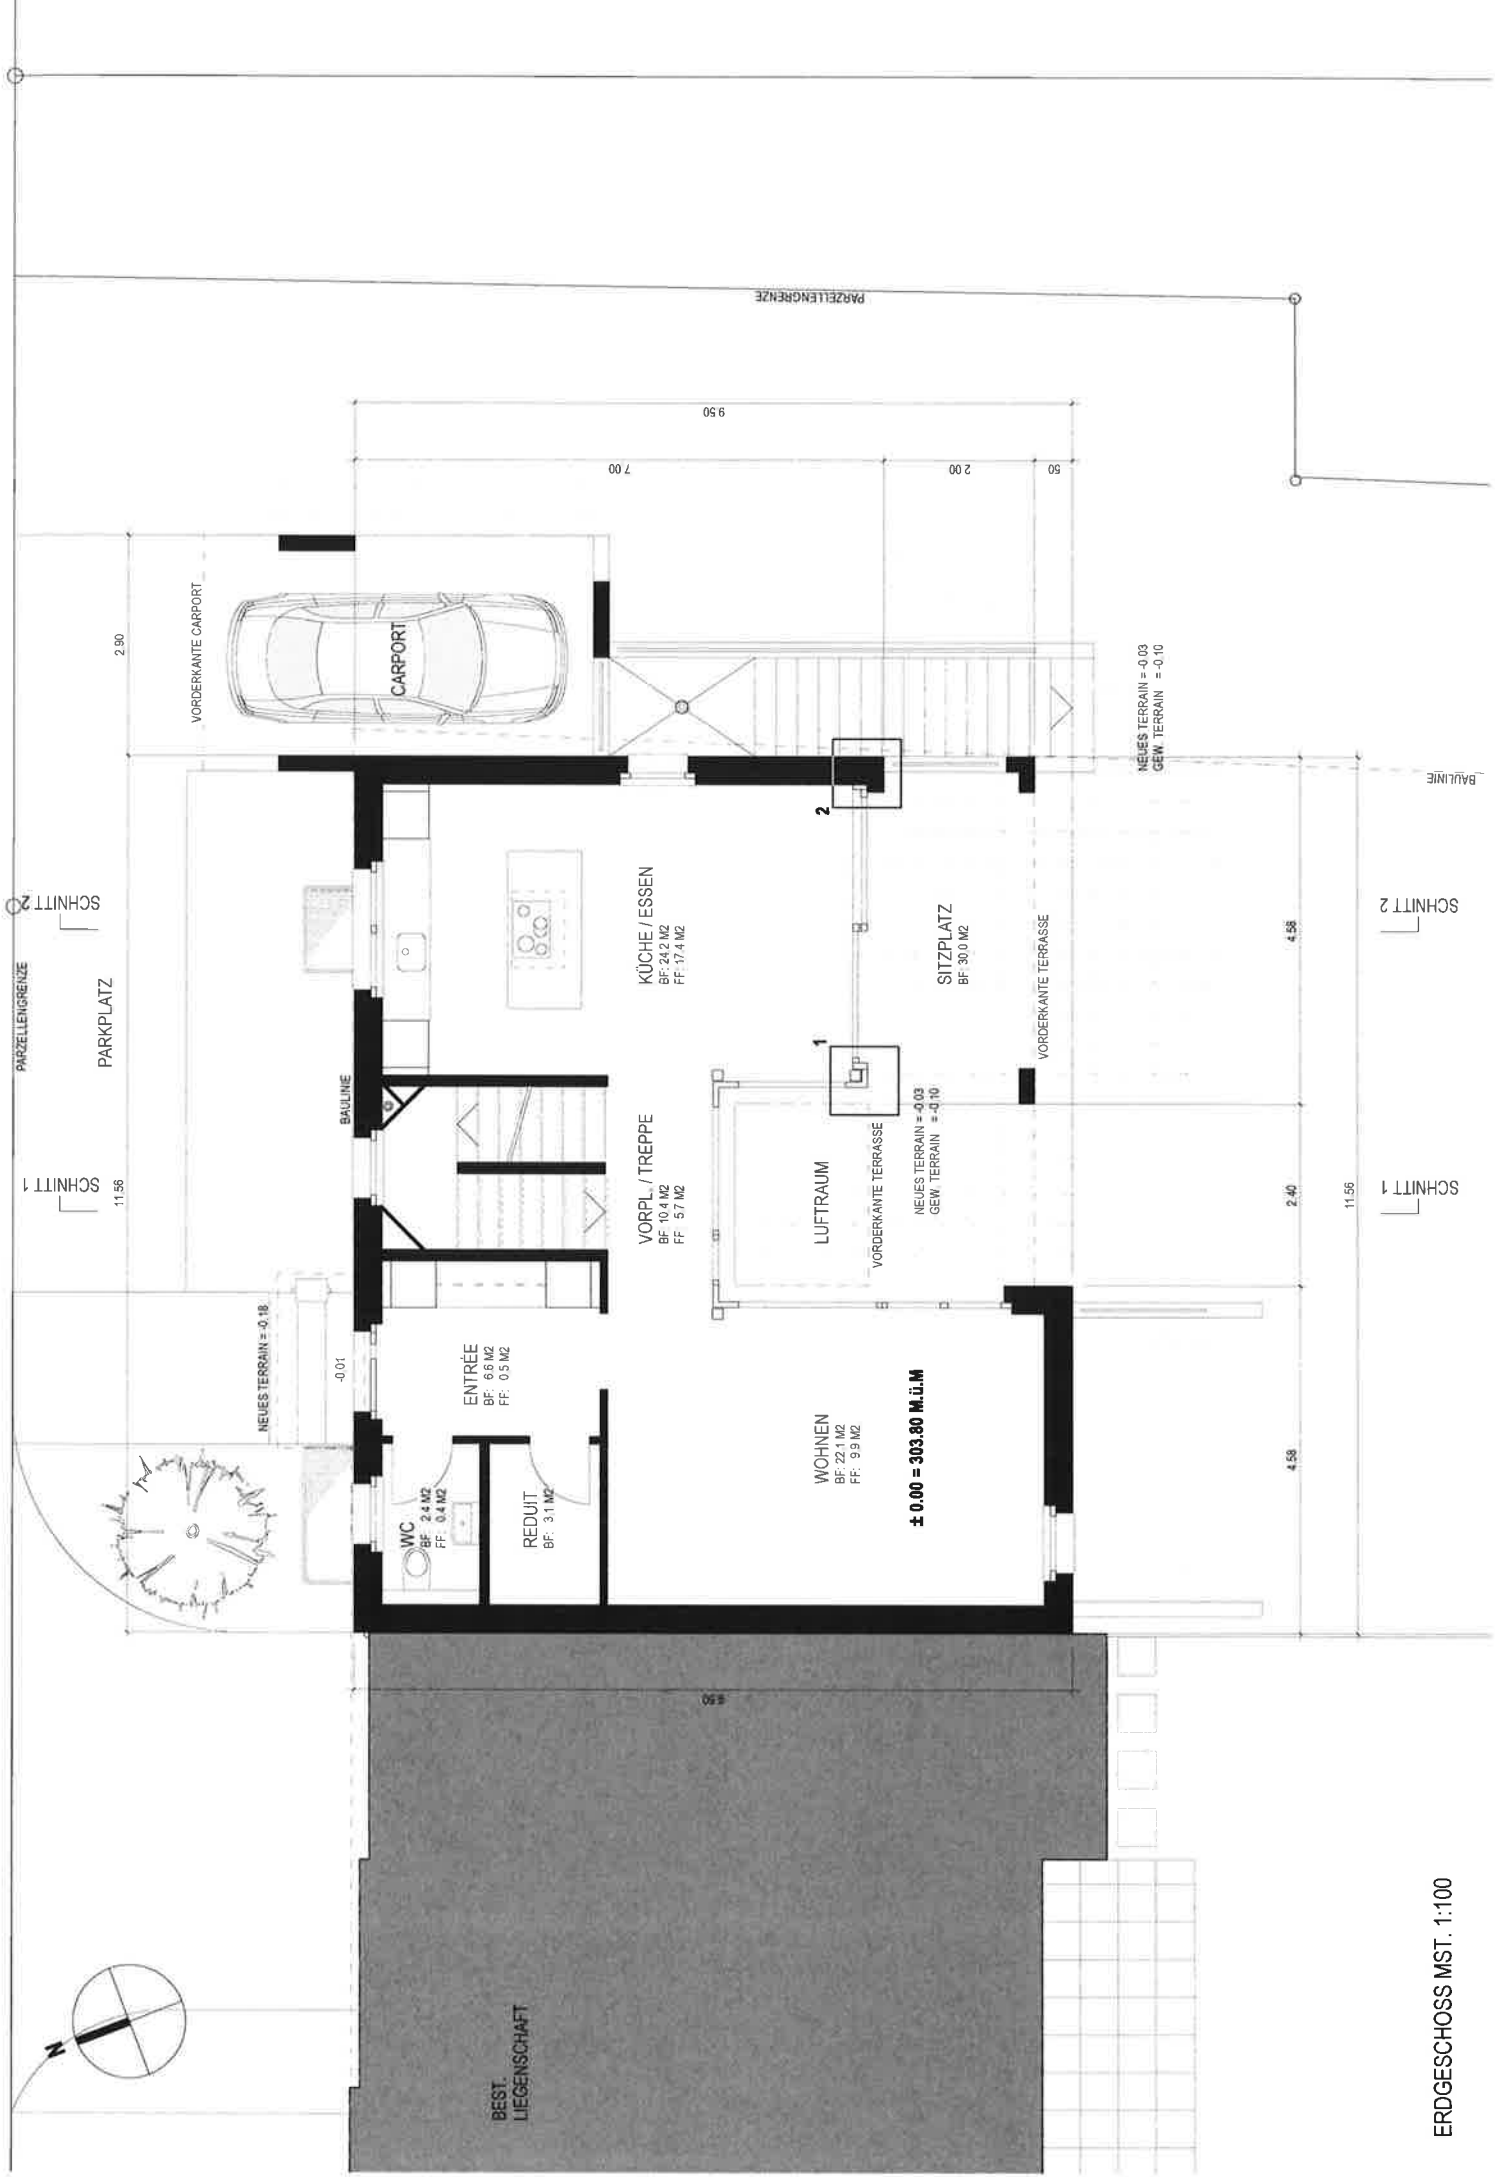 PARZELLENGRENZE
SCHNITT 1
SCHNITT 2
PARKPLATZ
11.56
2.90
VORDERKANTE CARPORT
NEUES TERRAIN = -0.18
-0.01
BAULINIE
CARPORT
N
WC
BF: 2.4 M2
FF: 0.4 M2
ENTRÉE
BF: 6.6 M2
FF: 0.5 M2
REDUIT
BF: 3.1 M2
VORPL. / TREPPE
BF: 10.4 M2
FF: 5.7 M2
KÜCHE / ESSEN
BF: 24.2 M2
FF: 17.4 M2
9.50
7.00
2.00
50
9.50
PARZELLENGRENZE
WOHNEN
BF: 22.1 M2
FF: 9.9 M2
LUFTRAUM
1
2
VORDERKANTE TERRASSE
± 0.00 = 303.80 M.ü.M
NEUES TERRAIN = -0.03
GEW. TERRAIN = -0.10
SITZPLATZ
BF: 30.0 M2
VORDERKANTE TERRASSE
NEUES TERRAIN = -0.03
GEW. TERRAIN = -0.10
BEST.
LIEGENSCHAFT
4.58
2.40
4.58
11.56
SCHNITT 1
SCHNITT 2
BAULINIE
ERDGESCHOSS MST. 1:100